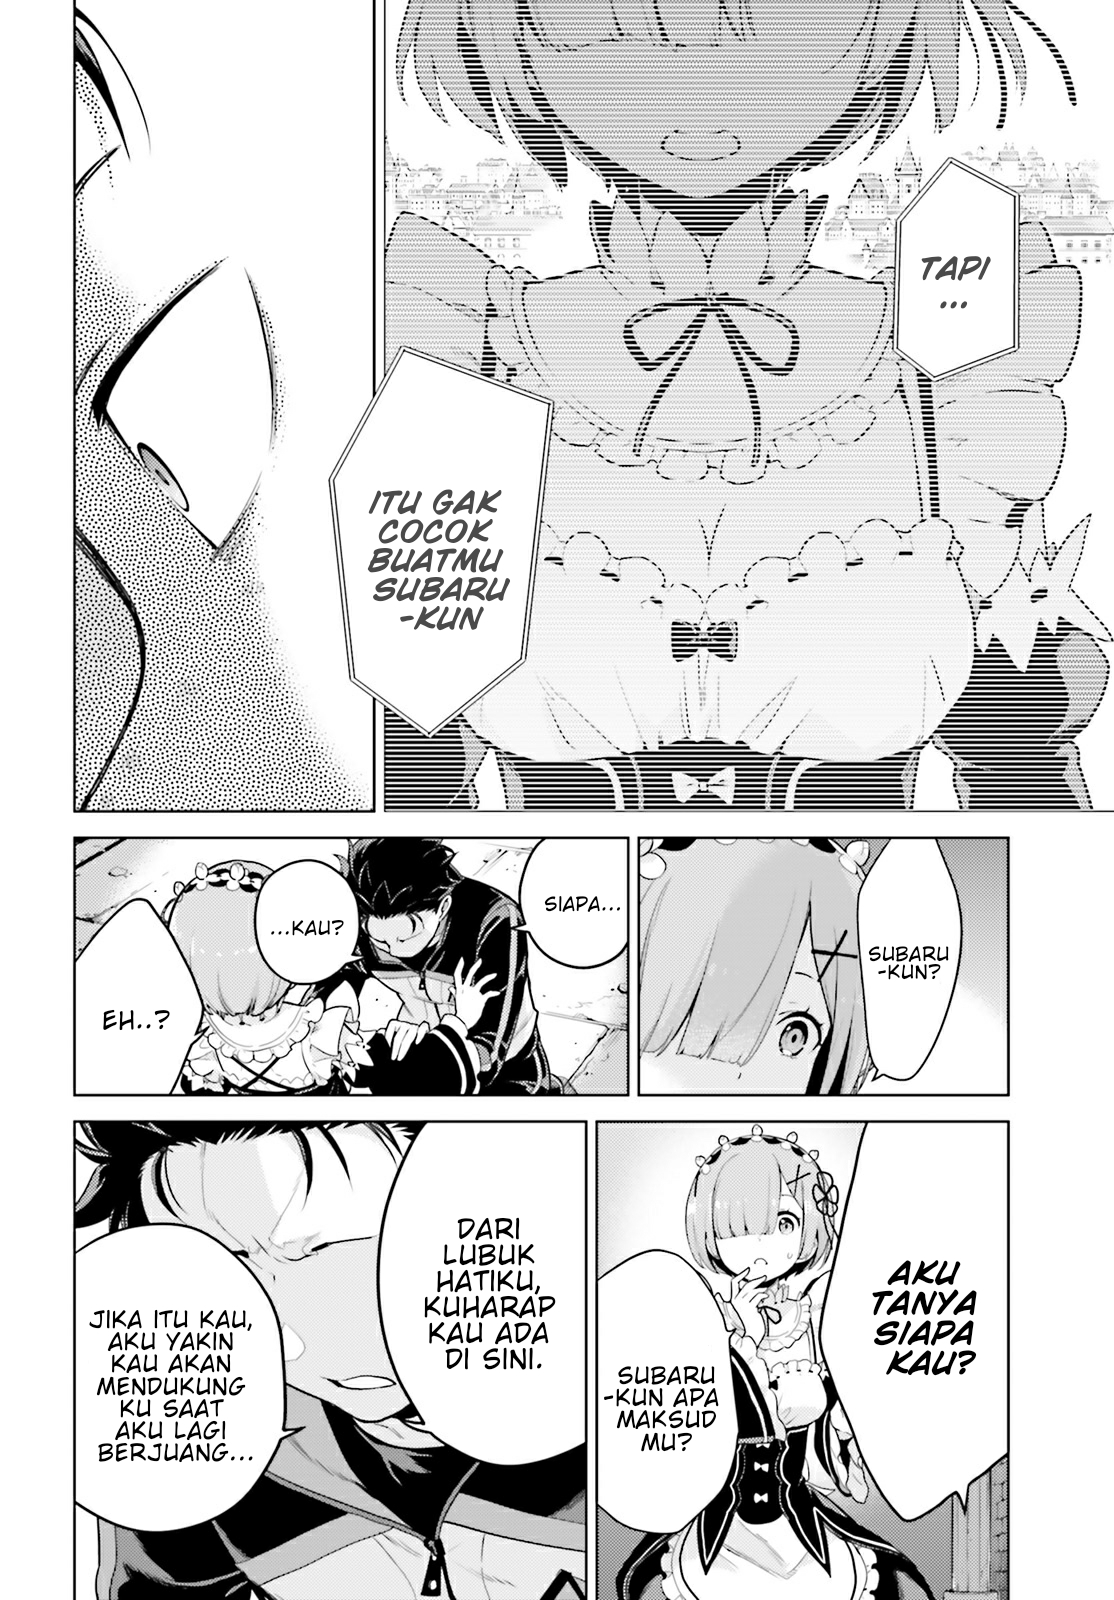 TAPI
...
ITU GAK
COCOK
BUATMU
SUBARU
-KUN
SUBARU
-KUN?
SIAPA...
...KAU?
EH..?
AKU
TANYA
SIAPA
KAU?
SUBARU
-KUN APA
MAKSUD
MU?
DARI
LUBUK
HATIKU,
KUHARAP
KAU ADA
DI SINI.
JIKA ITU KAU,
AKU YAKIN
KAU AKAN
MENDUKUNG
KU SAAT
AKU LAGI
BERJUANG...